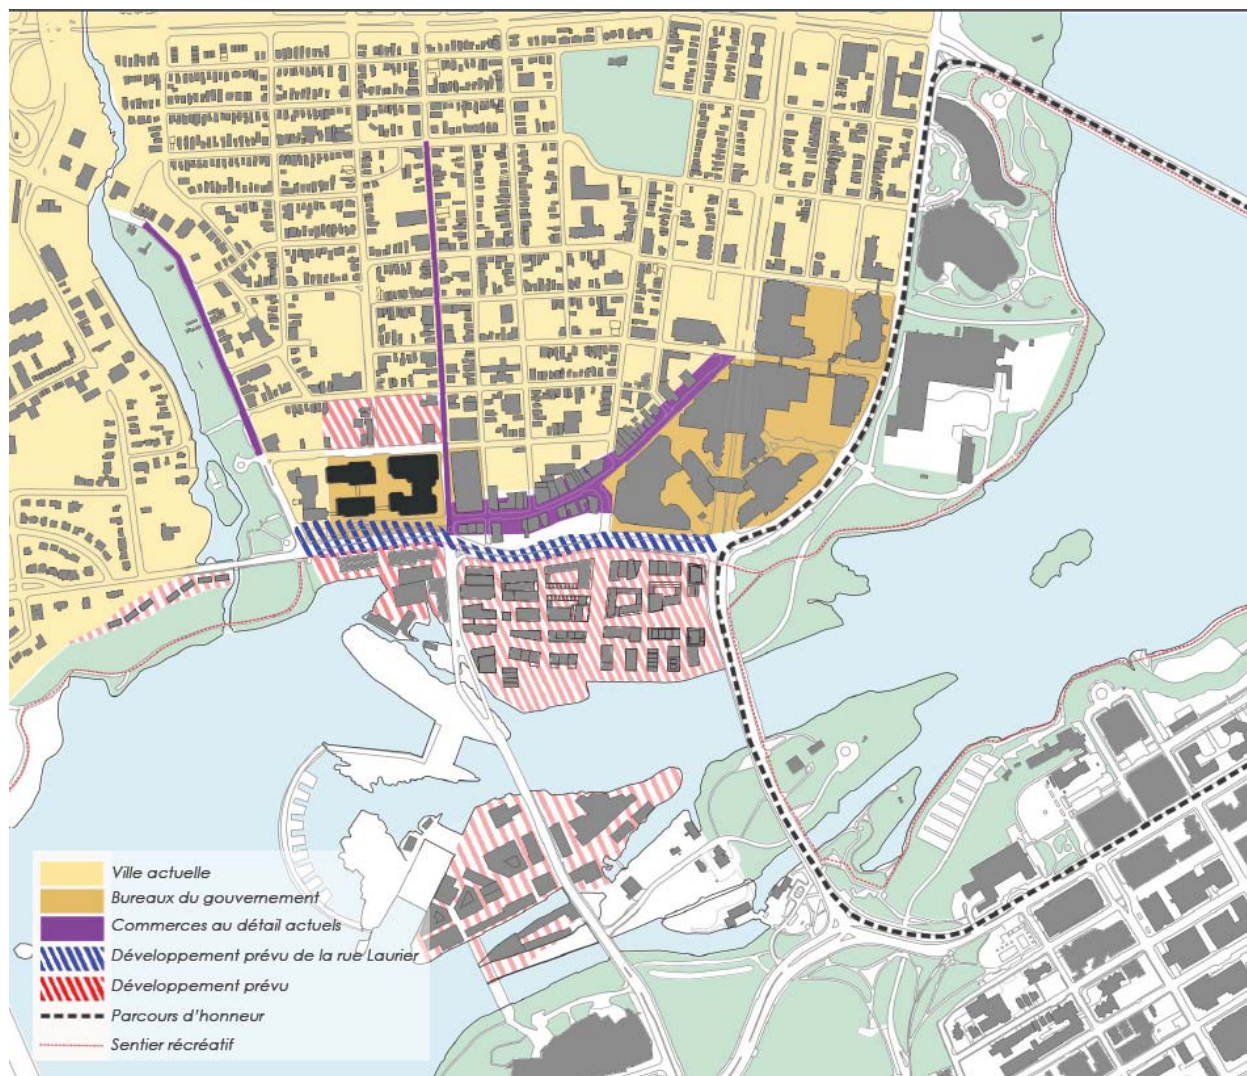 Ville actuelle
Bureaux du gouvernement
Commerces au détail actuels
Développement prévu de la rue Laurier
Développement prévu
Parcours d'honneur
Sentier récréatif